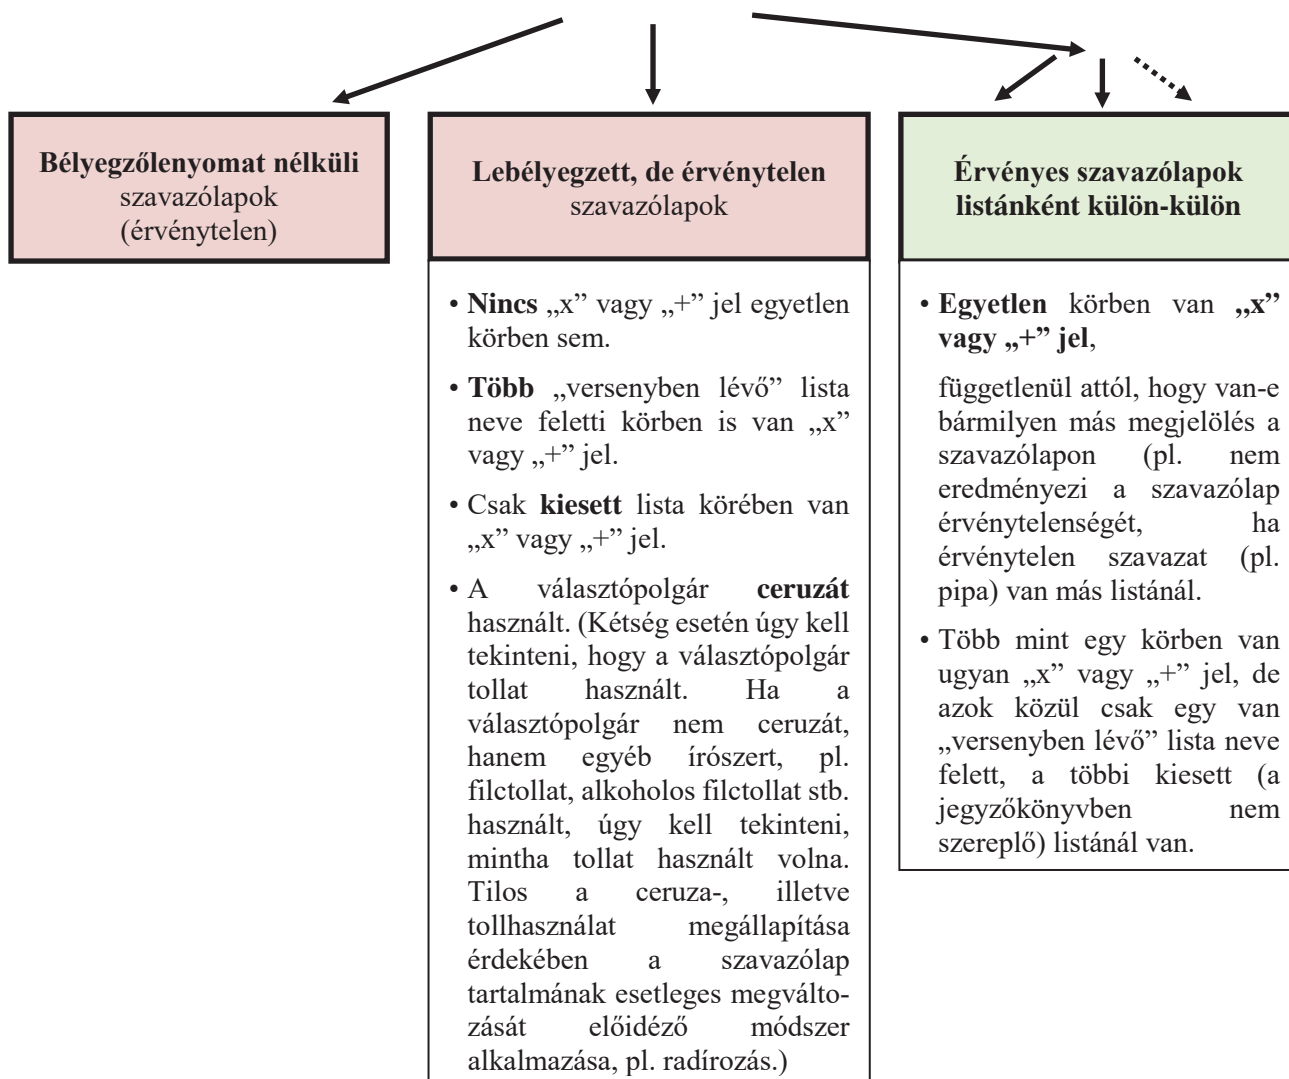 Bélyegzőlenyomat nélküli
szavazólapok
(érvénytelen)
Lebélyegzett, de érvénytelen
szavazólapok
• Nincs „x” vagy „+” jel egyetlen
körben sem.
• Több „versenyben lévő” lista
neve feletti körben is van „x”
vagy „+” jel.
• Csak kiesett lista körében van
„x” vagy „+” jel.
• A választópolgár ceruzát
használt. (Kétség esetén úgy kell
tekinteni, hogy a választópolgár
tollat használt. Ha a
választópolgár nem ceruzát,
hanem egyéb írószert, pl.
filctollat, alkoholos filctollat stb.
használt, úgy kell tekinteni,
mintha tollat használt volna.
Tilos a ceruza-, illetve
tollhasználat megállapítása
érdekében a szavazólap
tartalmának esetleges megválto-
zását előidéző módszer
alkalmazása, pl. radírozás.)
Érvényes szavazólapok
listánként külön-külön
• Egyetlen körben van „x”
vagy „+” jel,
függetlenül attól, hogy van-e
bármilyen más megjelölés a
szavazólapon (pl. nem
eredményezi a szavazólap
érvénytelenségét, ha
érvénytelen szavazat (pl.
pipa) van más listánál.
• Több mint egy körben van
ugyan „x” vagy „+” jel, de
azok közül csak egy van
„versenyben lévő” lista neve
felett, a többi kiesett (a
jegyzőkönyvben nem
szereplő) listánál van.